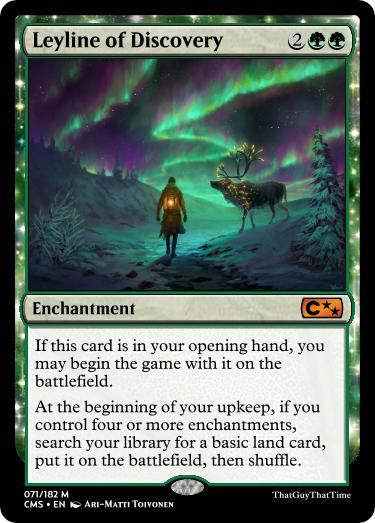 Leyline of Discovery 2
Enchantment
C
If this card is in your opening hand, you
may begin the game with it on the
battlefield.
At the beginning of your upkeep, if you
control four or more enchantments,
search your library for a basic land card,
put it on the battlefield, then shuffle.
071/182 M
CMS • EN Ari-Matti Toivonen
ThatGuyThatTime